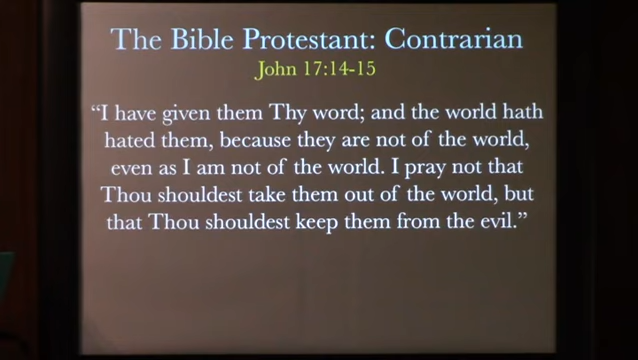 The Bible Protestant: Contrarian
John 17:14-15
“I have given them Thy word; and the world hath
hated them, because they are not of the world,
even as I am not of the world. I pray not that
Thou shouldest take them out of the world, but
that Thou shouldest keep them from the evil.”